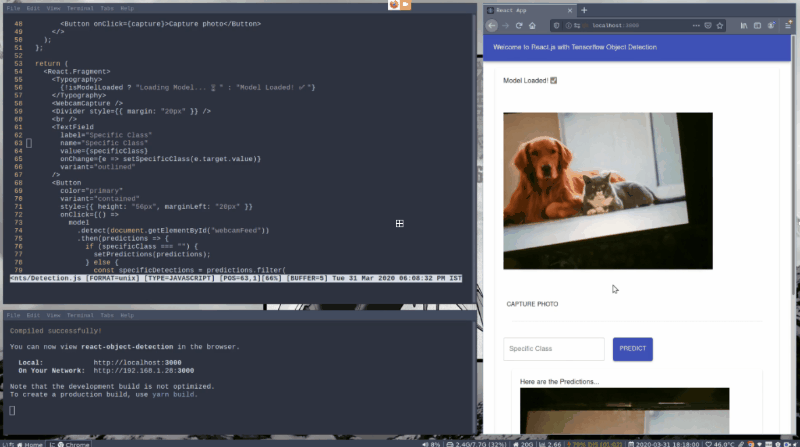 File Edit View Terminal Tabs Help
48 <Button onClick={capture}>Capture photo</Button>
49 </>
50 );
51 };
52
53 return (
54 <React.Fragment>
55 <Typography>
56 {!isModelLoaded ? "Loading Model... ⏳" : "Model Loaded! ✅"}
57 </Typography>
58 <WebcamCapture />
59 <Divider style={{ margin: "20px" }} />
60 <br />
61 <TextField
62 label="Specific Class"
63 name="Specific Class"
64 value={specificClass}
65 onChange={e => setSpecificClass(e.target.value)}
66 variant="outlined"
67 />
68 <Button
69 color="primary"
70 variant="contained"
71 style={{ height: "56px", marginLeft: "20px" }}
72 onClick={() =>
73 model
74 .detect(document.getElementById("webcamFeed"))
75 .then(predictions => {
76 if (specificClass === "") {
77 setPredictions(predictions);
78 } else {
79 const specificDetections = predictions.filter(
<nts/Detection.js [FORMAT=unix] [TYPE=JAVASCRIPT] [POS=63,1][66%] [BUFFER=5] Tue 31 Mar 2020 06:08:32 PM IST
File Edit View Terminal Tabs Help
Compiled successfully!
You can now view react-object-detection in the browser.
Local: http://localhost:3000
On Your Network: http://192.168.1.28:3000
Note that the development build is not optimized.
To create a production build, use yarn build.
React App
localhost:3000
Welcome to React.js with Tensorflow Object Detection
Model Loaded! ✅
CAPTURE PHOTO
Specific Class
PREDICT
Here are the Predictions...
Home
Chrome
8%
2.4G/7.7G (32%)
20G
2.66
2020-03-31 18:18:00
46.0°C